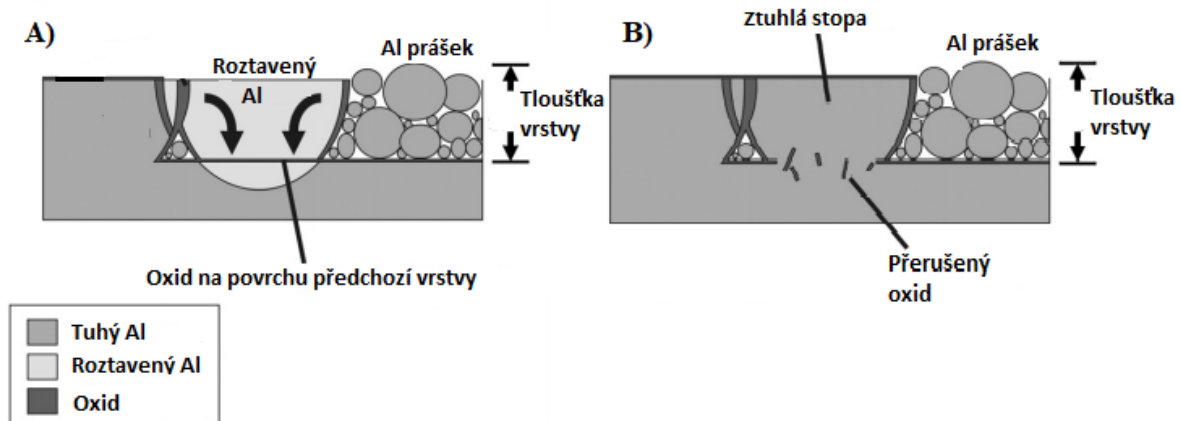 A)
Roztavený
Al
Al prášek
Tloušťka
vrstvy
Oxid na povrchu předchozí vrstvy
B)
Ztuhlá stopa
Al prášek
Tloušťka
vrstvy
Přerušený
oxid
Tuhý Al
Roztavený Al
Oxid